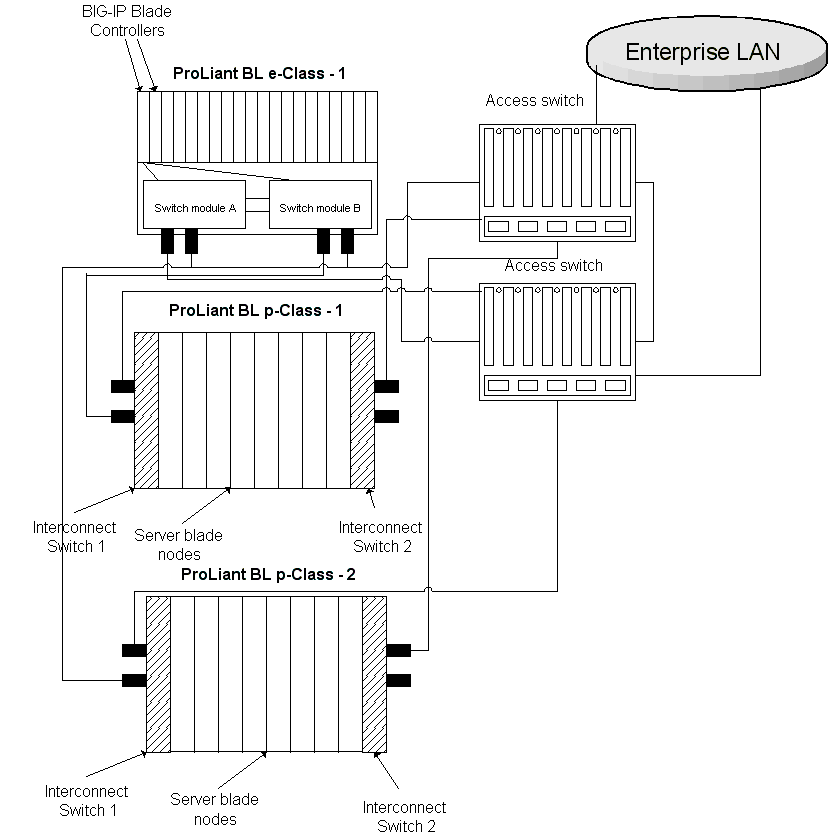 BIG-IP Blade
Controllers
ProLiant BL e-Class - 1
Enterprise LAN
Access switch
Switch module A
Switch module B
Access switch
ProLiant BL p-Class - 1
Interconnect
Switch 1
Server blade
nodes
Interconnect
Switch 2
ProLiant BL p-Class - 2
Interconnect
Switch 1
Server blade
nodes
Interconnect
Switch 2